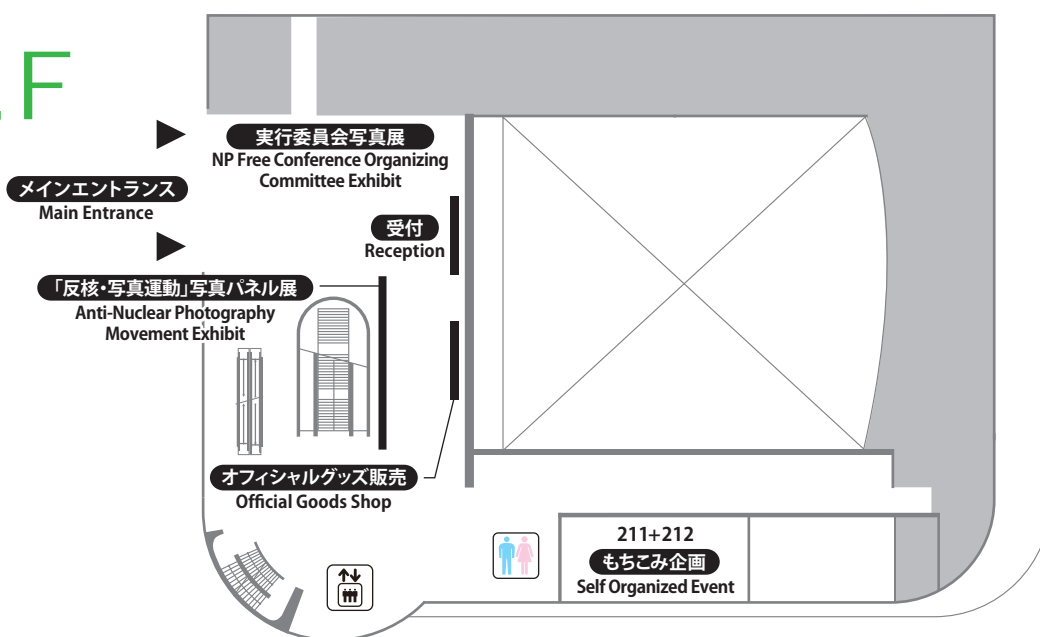 F
実行委員会写真展
NP Free Conference Organizing
Committee Exhibit
メインエントランス
Main Entrance
受付
Reception
「反核・写真運動」写真パネル展
Anti-Nuclear Photography
Movement Exhibit
オフィシャルグッズ販売
Official Goods Shop
211+212
もちこみ企画
Self Organized Event